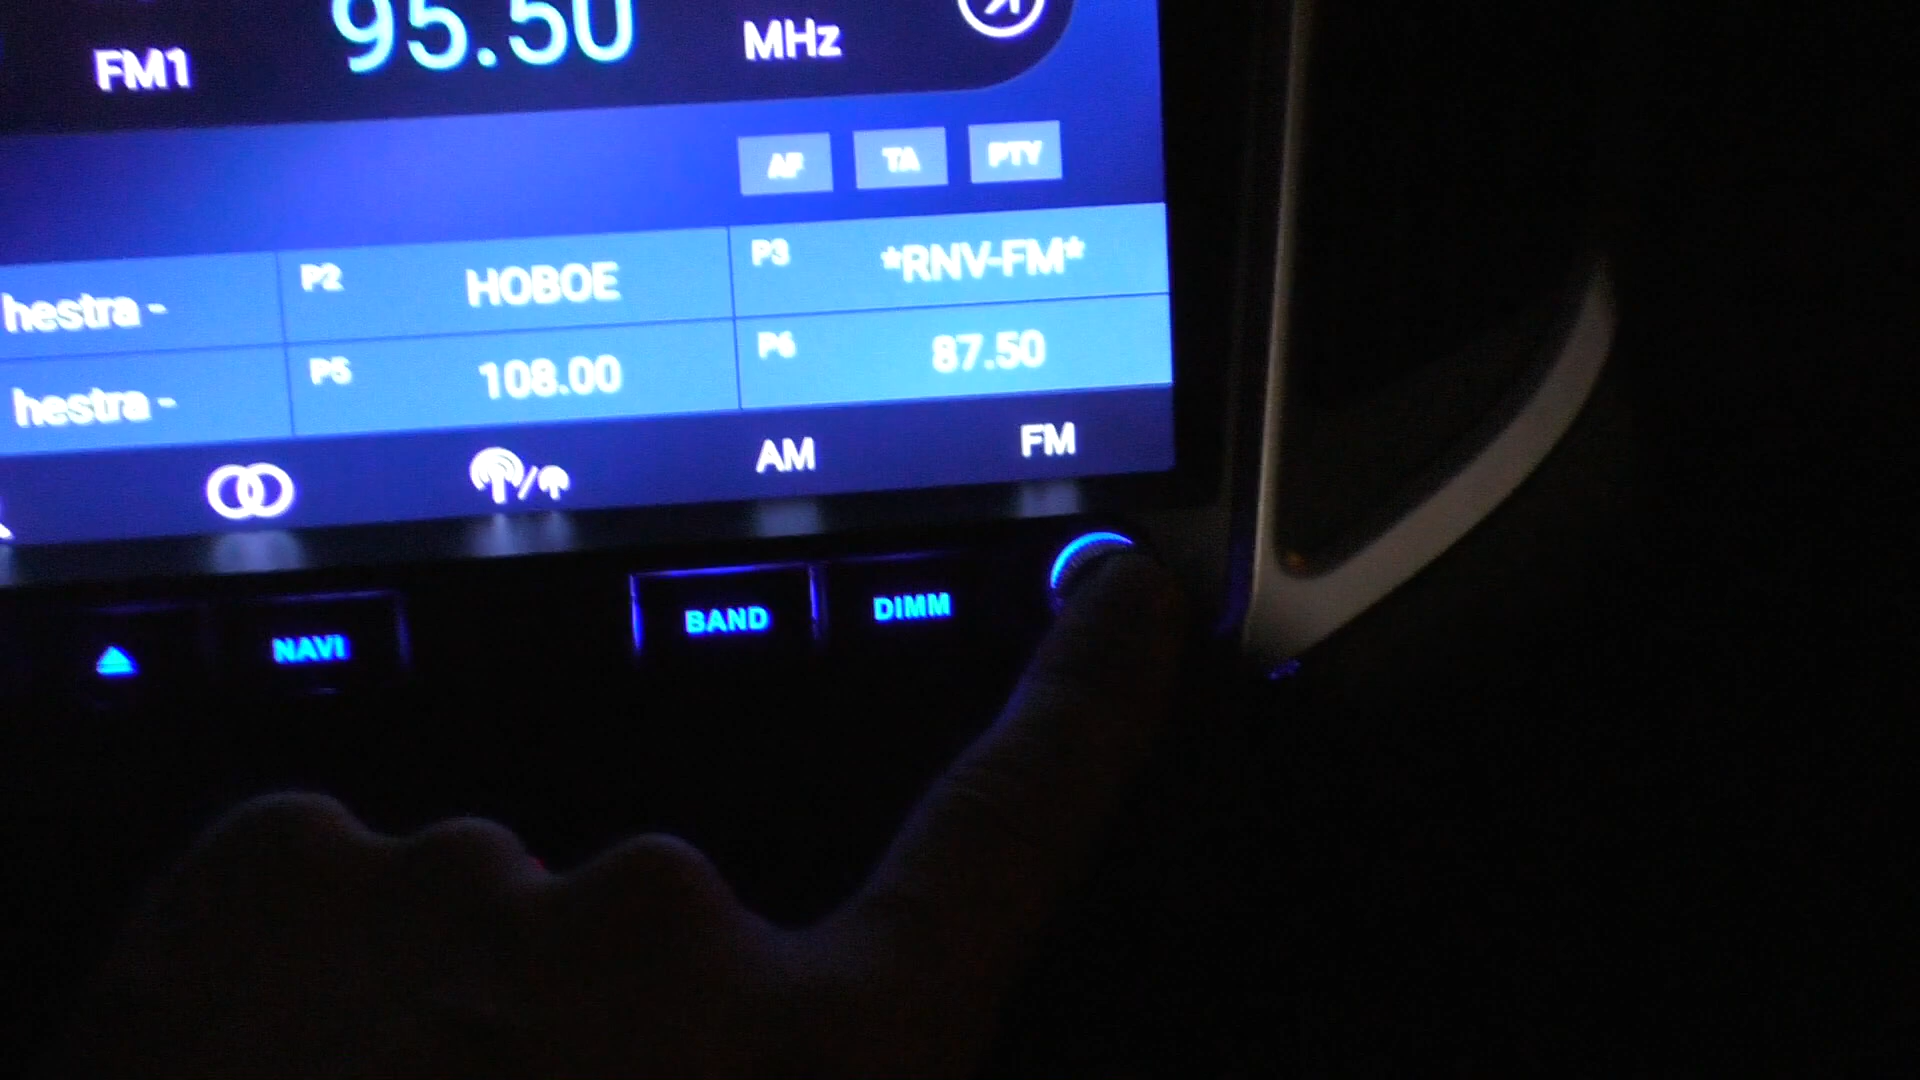 FM1 95.50 MHz
AF TA PTY
hestra - P2 HOBOE P3 *RNV-FM*
hestra - P5 108.00 P6 87.50
AM FM
NAVI BAND DIMM